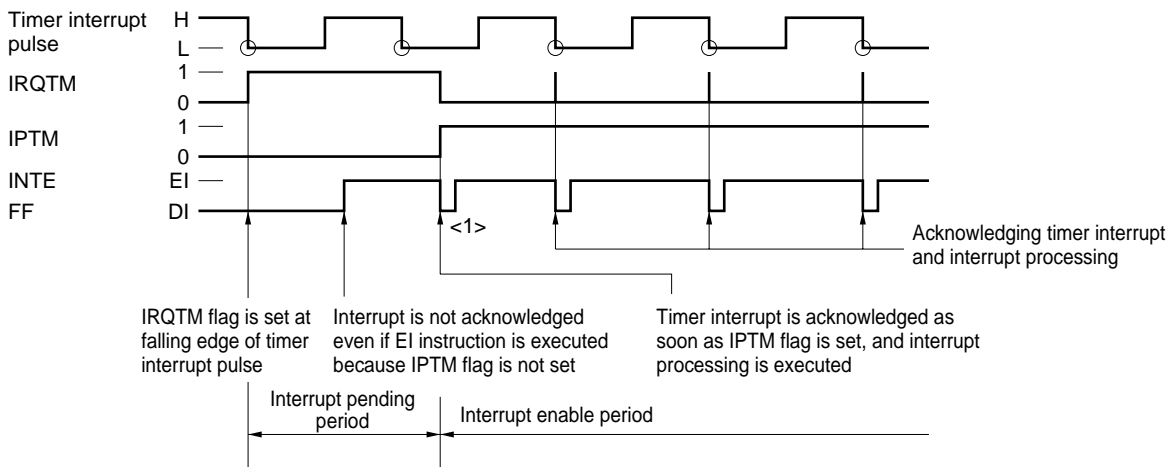 Timer interrupt
pulse
H
L
IRQTM
1
0
IPTM
1
0
INTE
FF
EI
DI
<1>
Acknowledging timer interrupt
and interrupt processing
IRQTM flag is set at
falling edge of timer
interrupt pulse
Interrupt is not acknowledged
even if EI instruction is executed
because IPTM flag is not set
Timer interrupt is acknowledged as
soon as IPTM flag is set, and interrupt
processing is executed
Interrupt pending
period
Interrupt enable period